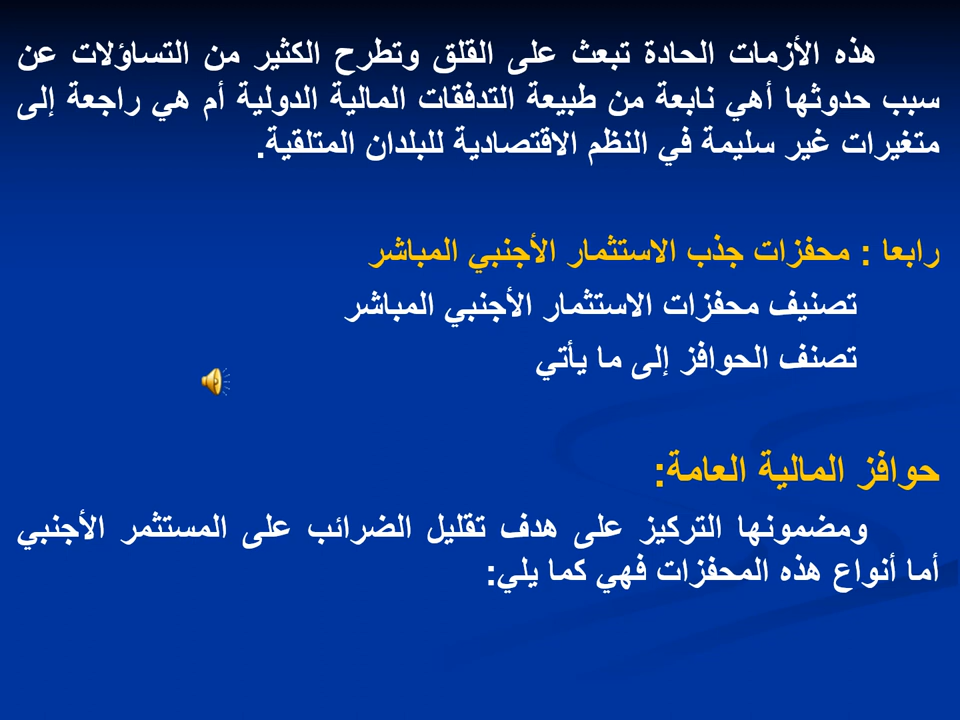 هذه الأزمات الحادة تبعث على القلق وتطرح الكثير من التساؤلات عن
سبب حدوثها أهي نابعة من طبيعة التدفقات المالية الدولية أم هي راجعة إلى
متغيرات غير سليمة في النظم الاقتصادية للبلدان المتلقية.
رابعا : محفزات جذب الاستثمار الأجنبي المباشر
تصنيف محفزات الاستثمار الأجنبي المباشر
تصنف الحوافز إلى ما يأتي
حوافز المالية العامة:
ومضمونها التركيز على هدف تقليل الضرائب على المستثمر الأجنبي
أما أنواع هذه المحفزات فهي كما يلي: